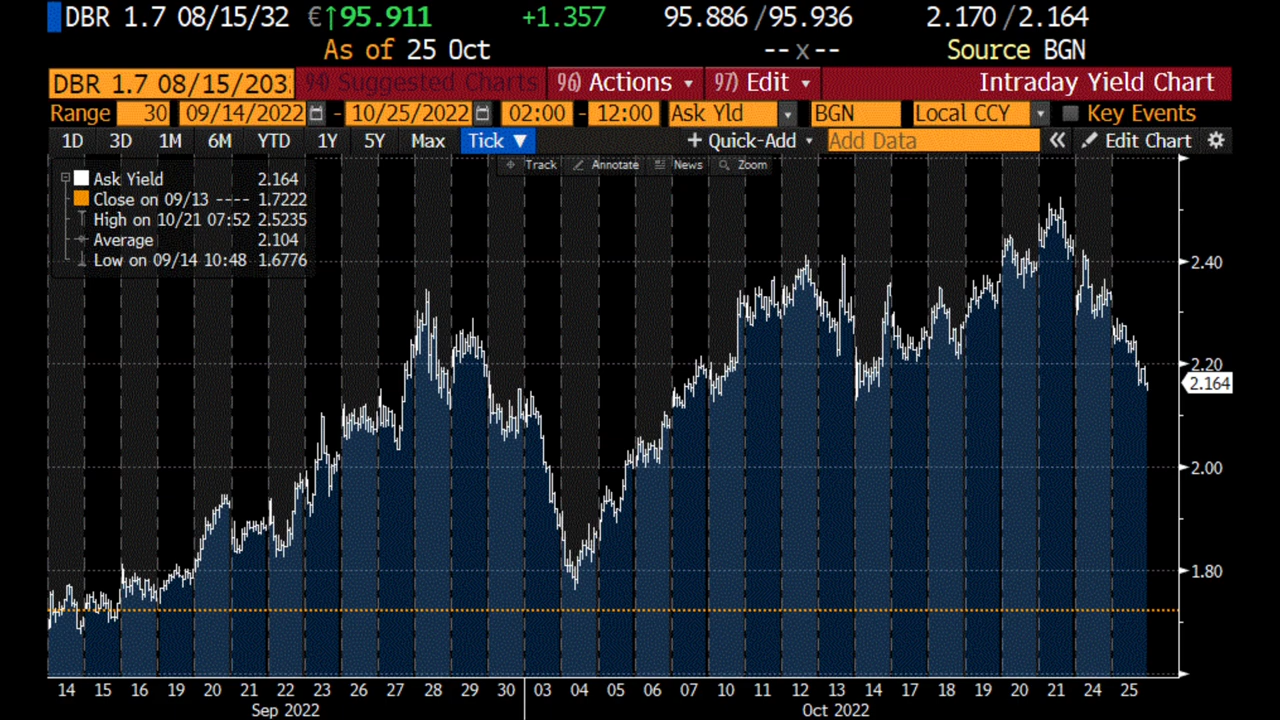 DBR 1.7 08/15/32 €↑95.911 +1.357 95.886/95.936 2.170/2.164
As of 25 Oct --x-- Source BGN
DBR 1.7 08/15/203 94) Suggested Charts 96) Actions 97) Edit Intraday Yield Chart
Range 30 09/14/2022 - 10/25/2022 02:00 - 12:00 Ask Yld BGN Local CCY Key Events
1D 3D 1M 6M YTD 1Y 5Y Max Tick ▼ + Quick-Add Add Data « Edit Chart
Track Annotate News Zoom
Ask Yield 2.164
Close on 09/13 ---- 1.7222
High on 10/21 07:52 2.5235
Average 2.104
Low on 09/14 10:48 1.6776
2.40
2.20
2.164
2.00
1.80
14 15 16 19 20 21 22 23 26 27 28 29 30 03 04 05 06 07 10 11 12 13 14 17 18 19 20 21 24 25
Sep 2022 Oct 2022